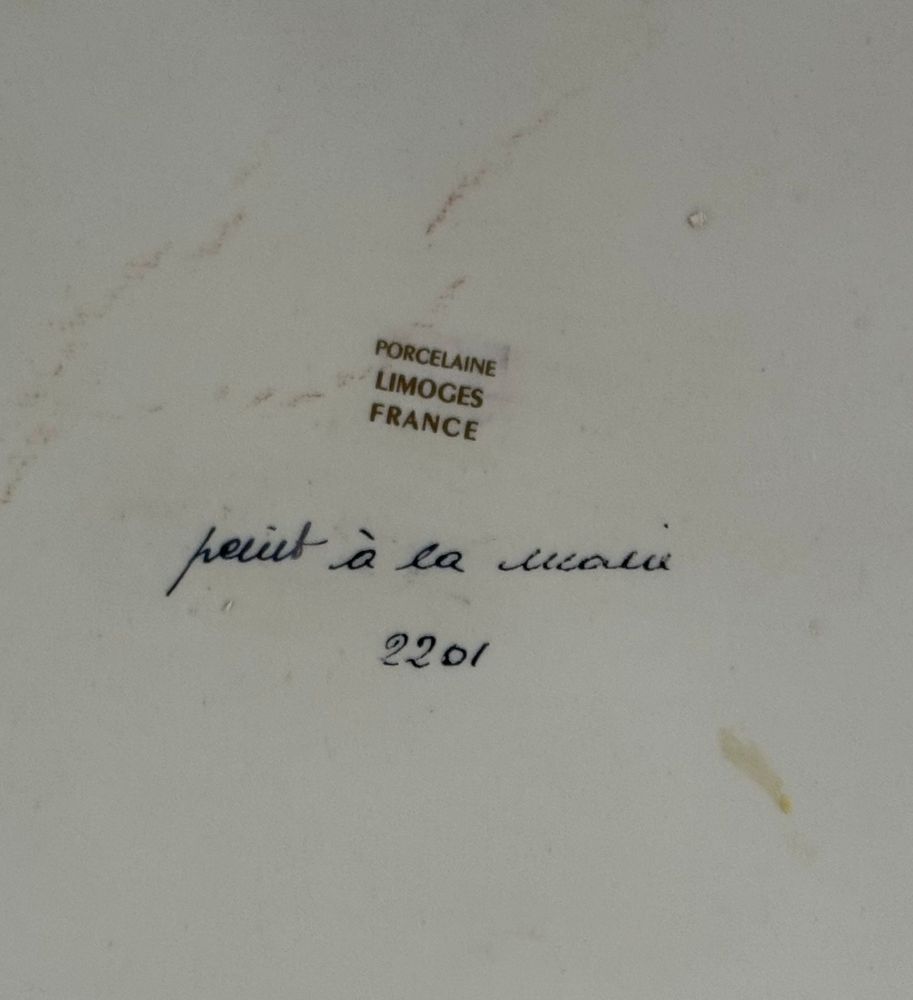 PORCELAINE
LIMOGES
FRANCE
peint à la main
2201